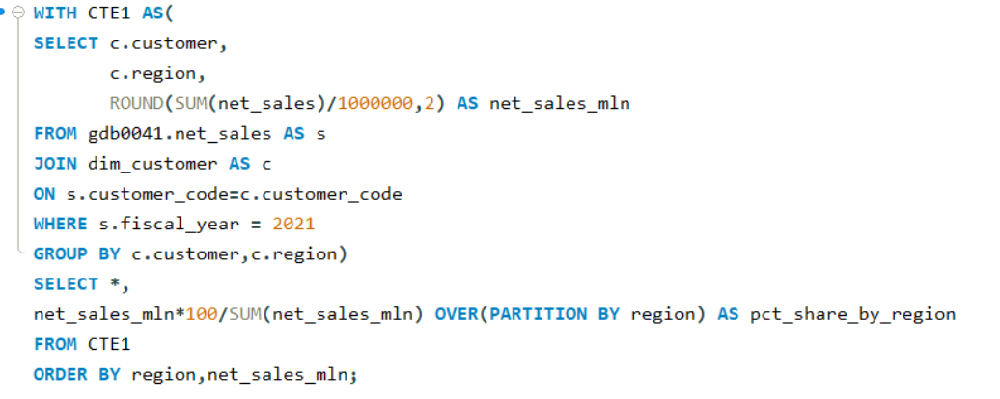 WITH CTE1 AS(
SELECT c.customer,
c.region,
ROUND(SUM(net_sales)/1000000,2) AS net_sales_mln
FROM gdb0041.net_sales AS s
JOIN dim_customer AS c
ON s.customer_code=c.customer_code
WHERE s.fiscal_year = 2021
GROUP BY c.customer,c.region)
SELECT *,
net_sales_mln*100/SUM(net_sales_mln) OVER(PARTITION BY region) AS pct_share_by_region
FROM CTE1
ORDER BY region,net_sales_mln;